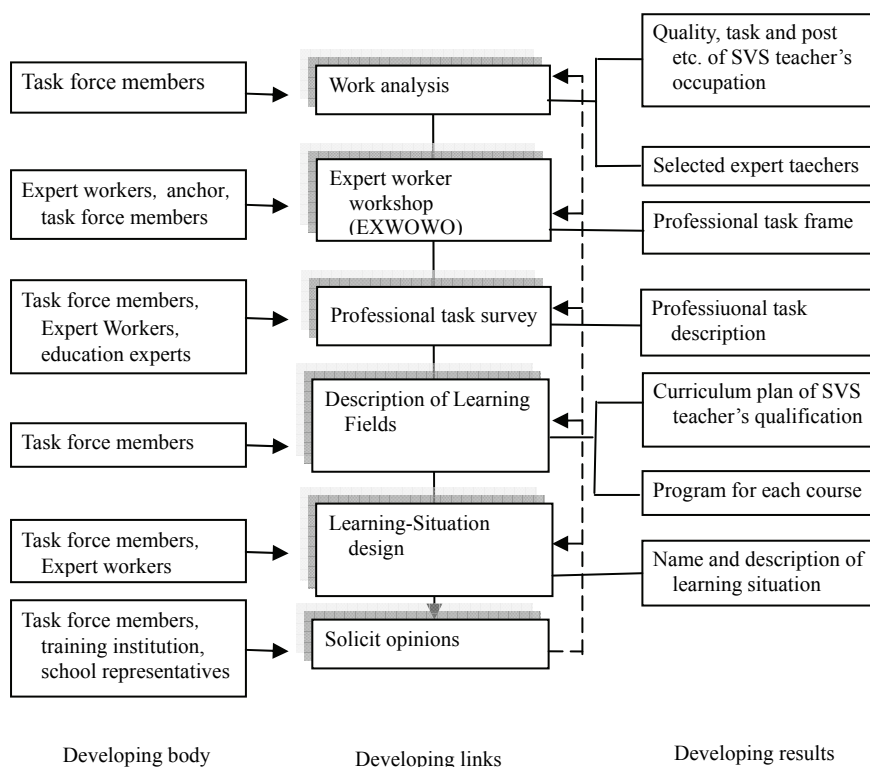 Task force members
Expert workers, anchor,
task force members
Task force members,
Expert Workers,
education experts
Task force members
Task force members,
Expert workers
Task force members,
training institution,
school representatives
Developing body
Work analysis
Expert worker
workshop
(EXWOWO)
Professional task survey
Description of Learning
Fields
Learning-Situation
design
Solicit opinions
Developing links
Quality, task and post
etc. of SVS teacher's
occupation
Selected expert taechers
Professional task frame
Professiuonal task
description
Curriculum plan of SVS
teacher's qualification
Program for each course
Name and description of
learning situation
Developing results